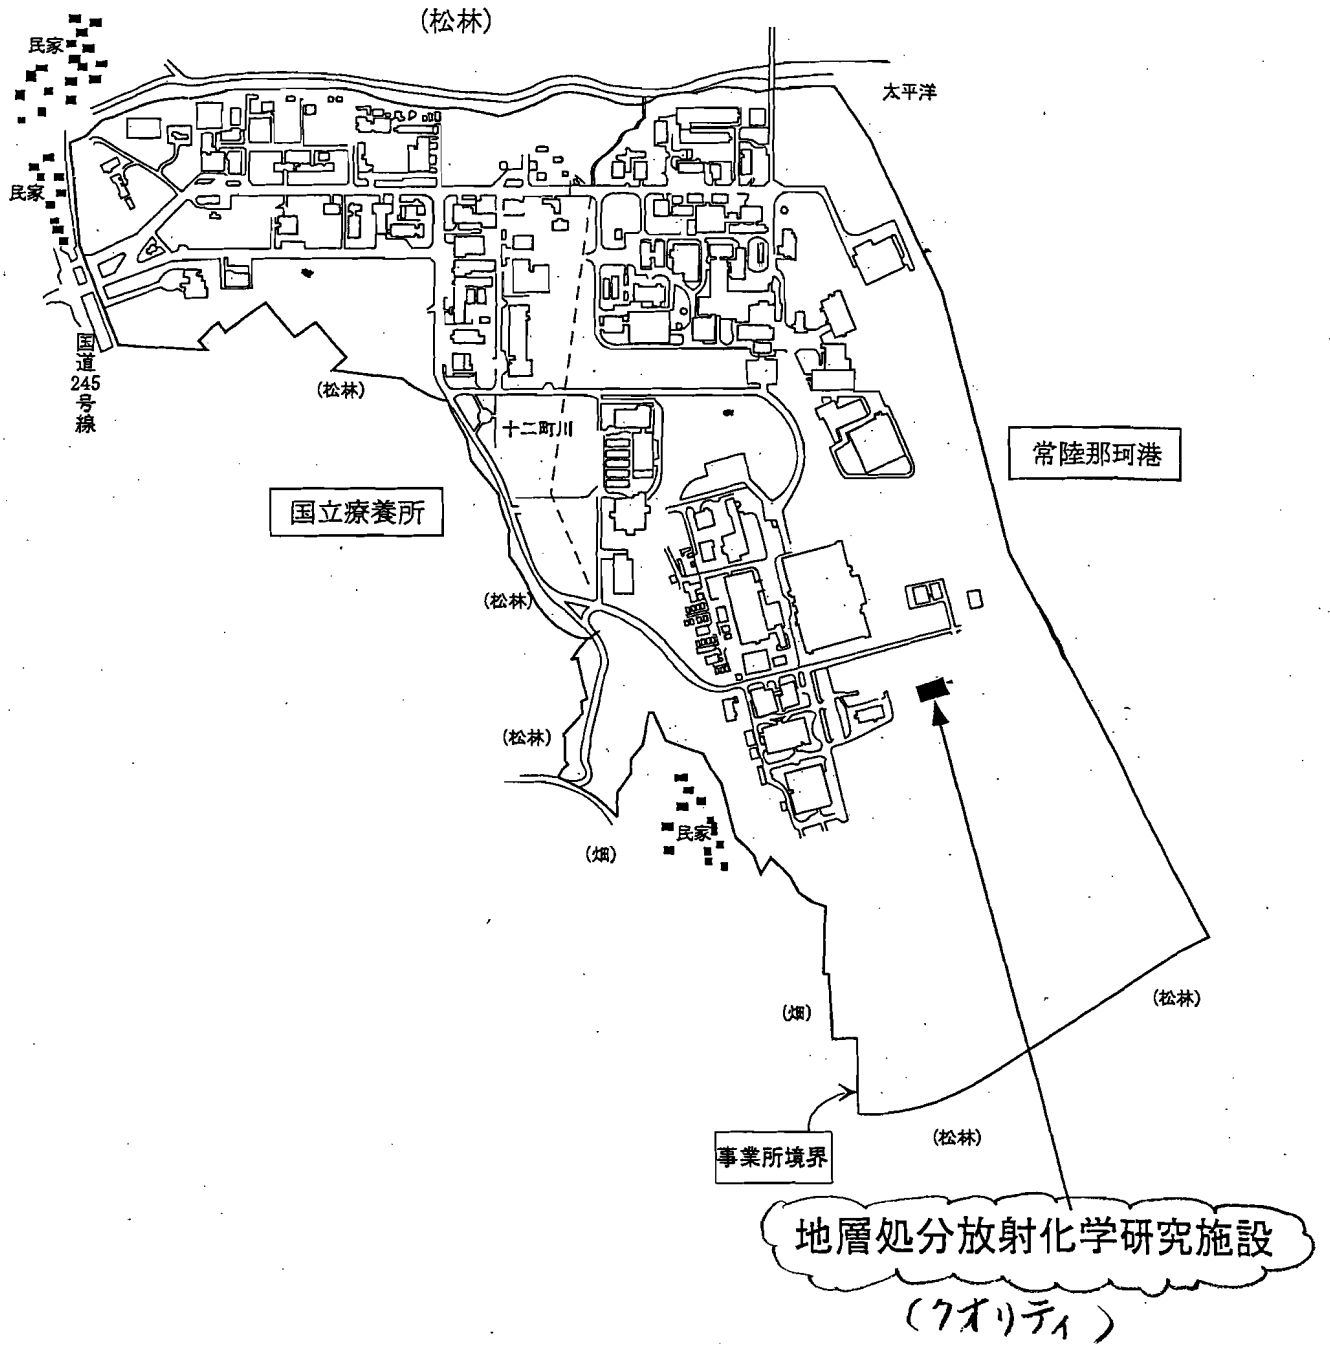 (松林)
民家
太平洋
民家
国道245号線
(松林)
十二町川
常陸那珂港
国立療養所
(松林)
(松林)
民家
(畑)
(畑)
(松林)
(松林)
事業所境界
地層処分放射化学研究施設
(クオリティ)